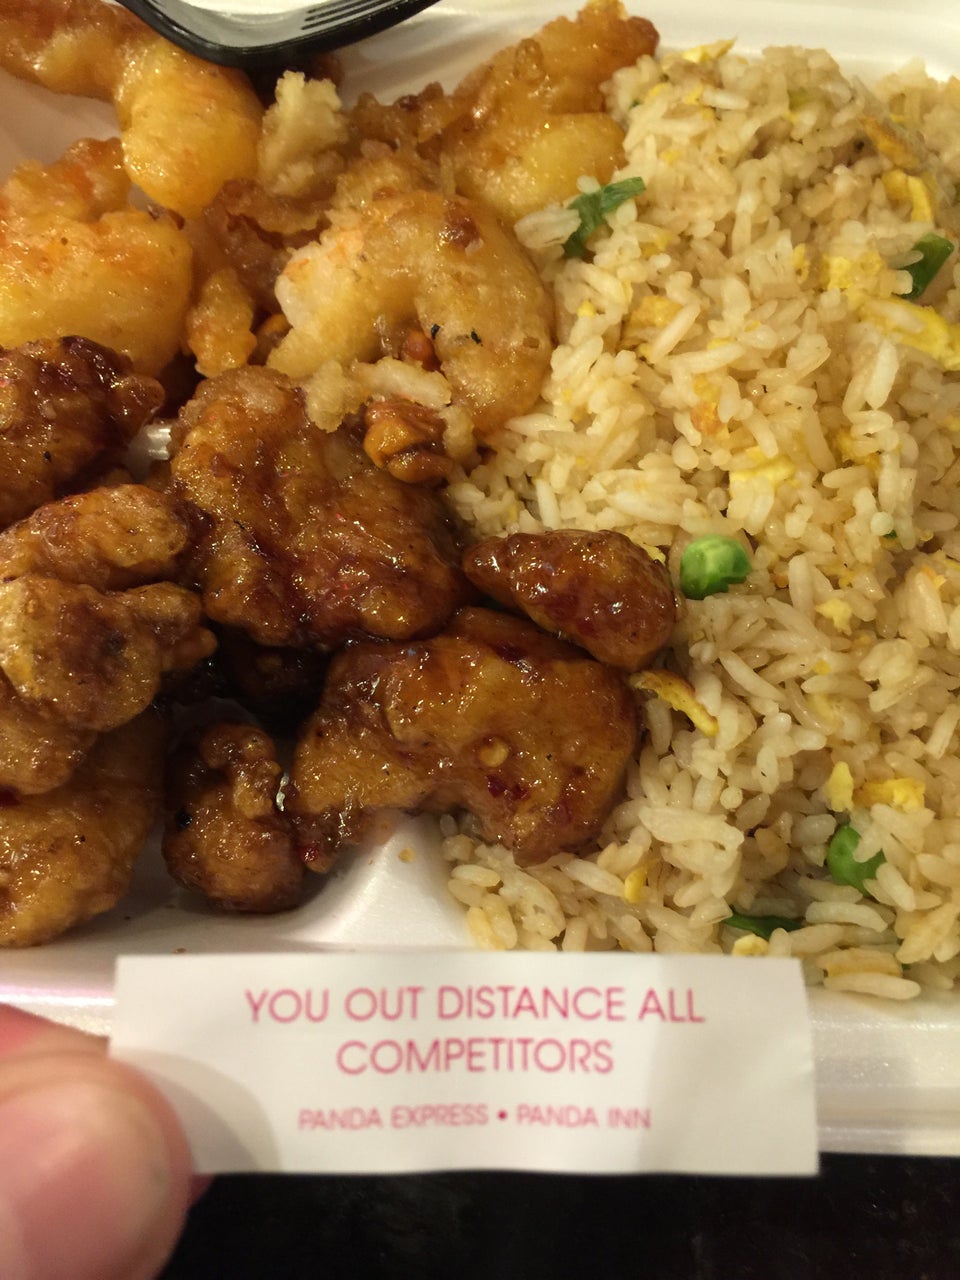 YOU OUT DISTANCE ALL
COMPETITORS
PANDA EXPRESS • PANDA INN